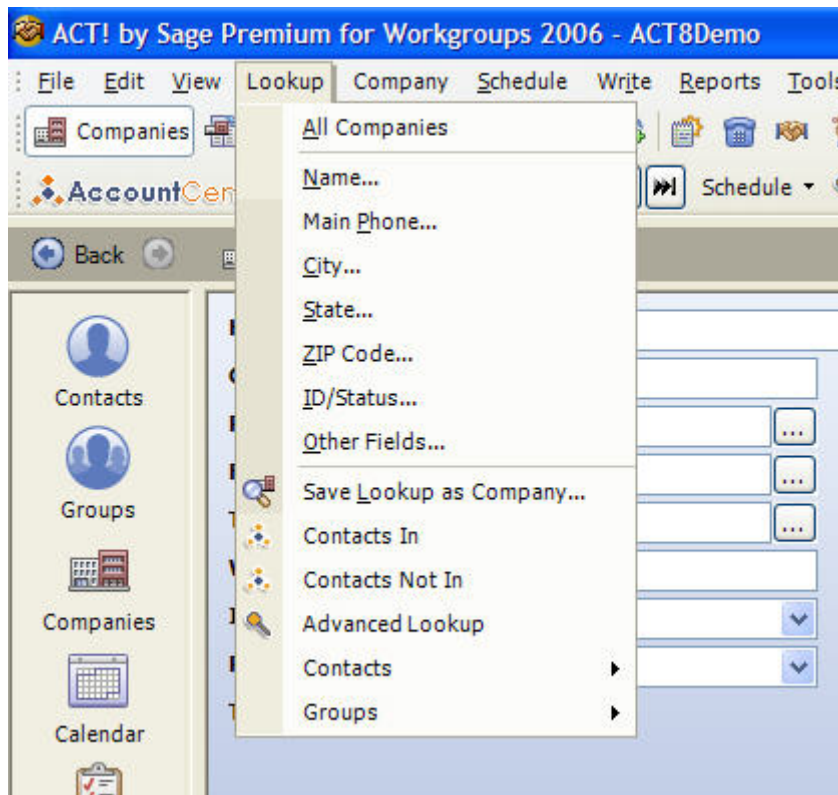 ACT! by Sage Premium for Workgroups 2006 - ACT8Demo
File Edit View Lookup Company Schedule Write Reports Tools
Companies
All Companies
Name...
Schedule
Main Phone...
Back
City...
State...
ZIP Code...
Contacts
ID/Status...
Other Fields...
Save Lookup as Company...
Groups
Contacts In
Contacts Not In
Companies
Advanced Lookup
Contacts
Groups
Calendar